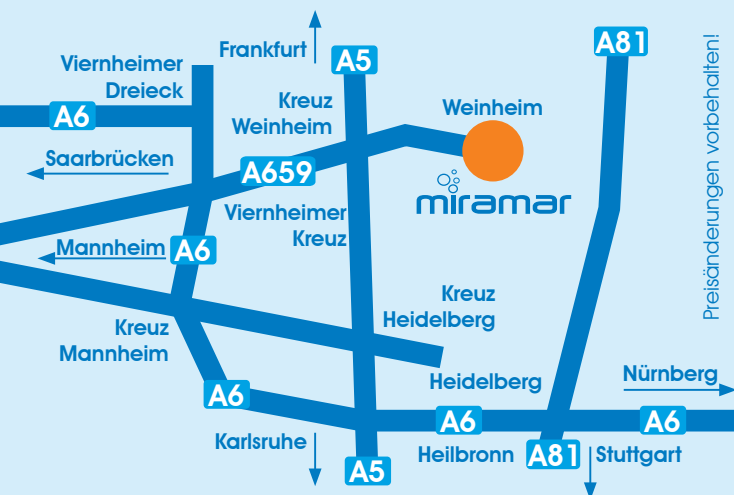 Frankfurt
A5
A81
Viernheimer
Dreieck
A6
Kreuz
Weinheim
Weinheim
Saarbrücken
A659
miramar
Viernheimer
Kreuz
Mannheim
A6
Kreuz
Heidelberg
Kreuz
Mannheim
Heidelberg
Nürnberg
A6
A6
A6
Karlsruhe
A5
Heilbronn
A81
Stuttgart
Preisänderungen vorbehalten!